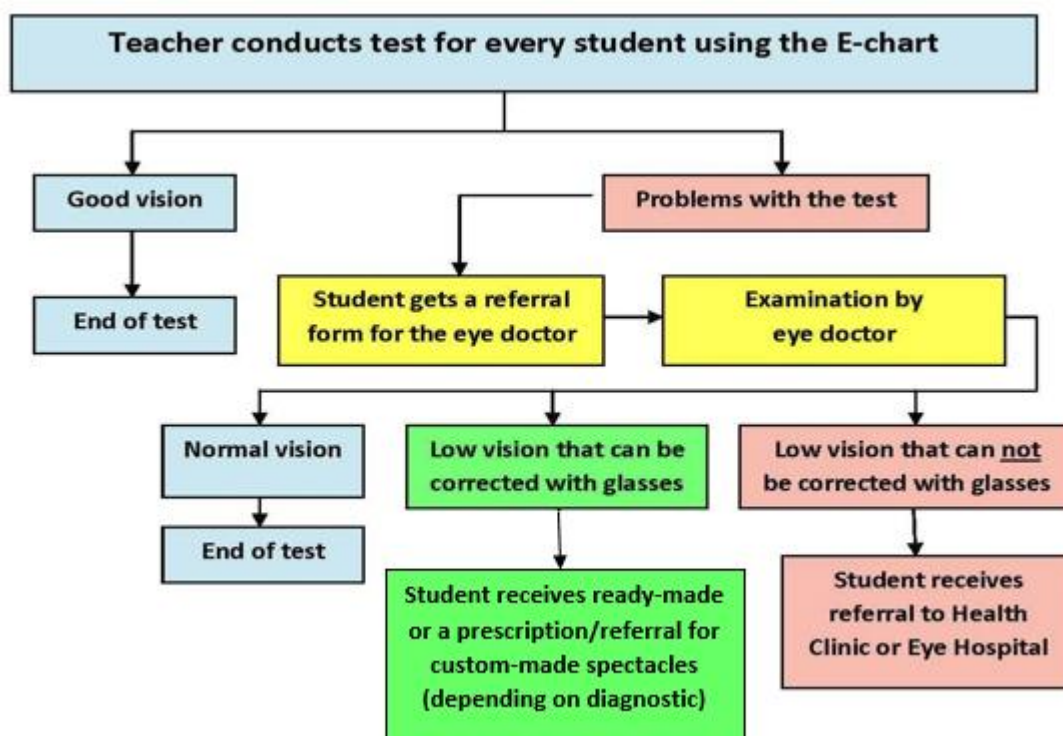 Teacher conducts test for every student using the E-chart
Good vision
Problems with the test
End of test
Student gets a referral
form for the eye doctor
Examination by
eye doctor
Normal vision
Low vision that can be
corrected with glasses
Low vision that can not
be corrected with glasses
End of test
Student receives ready-made
or a prescription/referral for
custom-made spectacles
(depending on diagnostic)
Student receives
referral to Health
Clinic or Eye Hospital